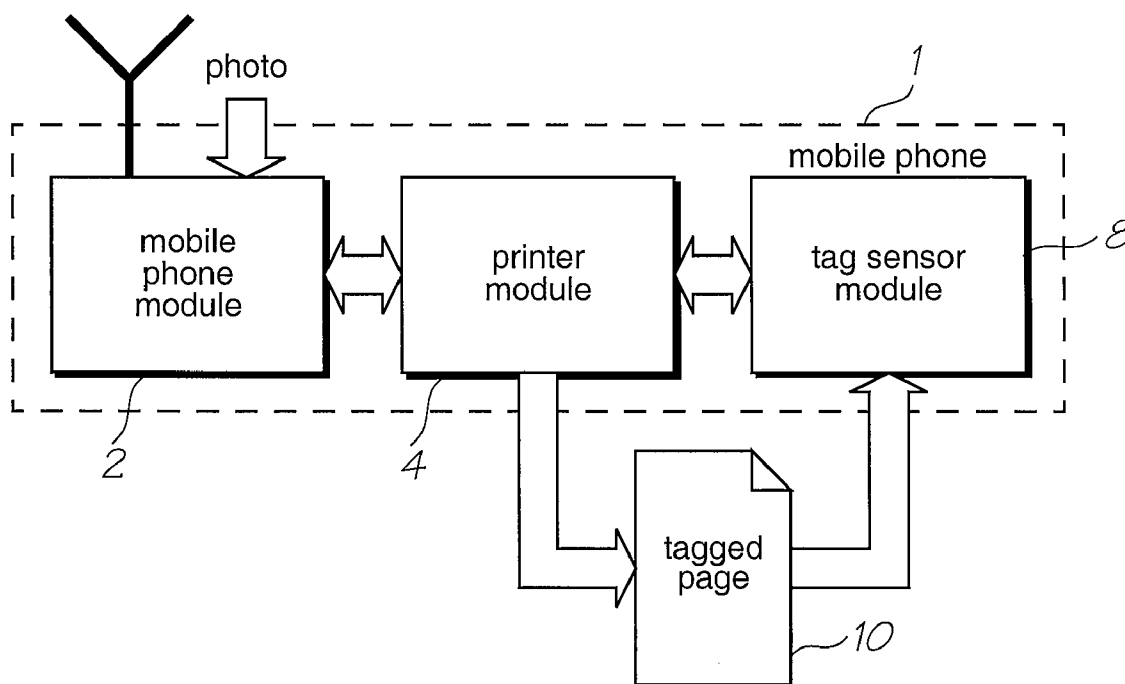 photo
1
mobile phone
mobile
phone
module
printer
module
tag sensor
module
8
2
4
tagged
page
10